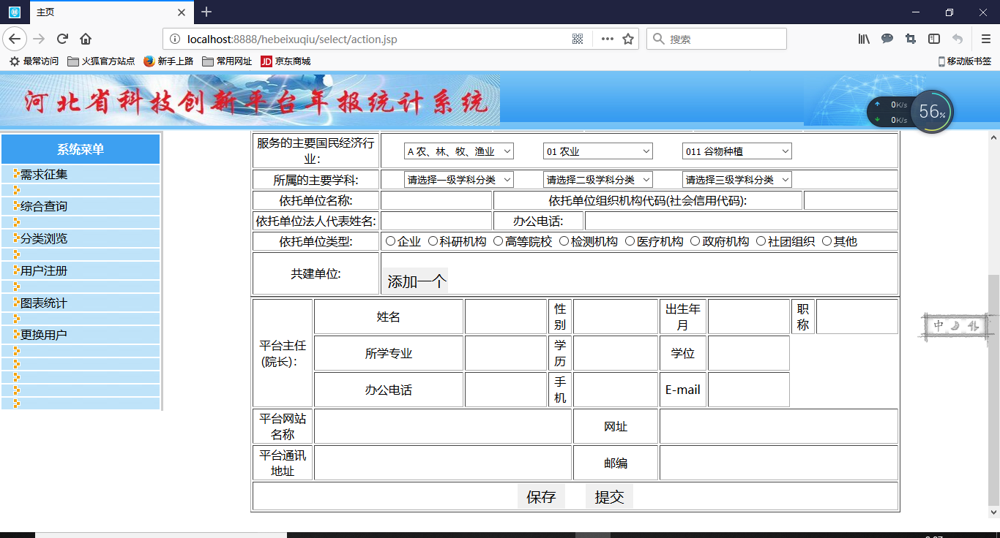 主页
localhost:8888/hebeixuqiu/select/action.jsp
搜索
最常访问 火狐官方站点 新手上路 常用网址 JD 京东商城 移动版书签
河北省科技创新平台年报统计系统
0K/s
0K/s
56%
系统菜单
需求征集
综合查询
分类浏览
用户注册
图表统计
更换用户
服务的主要国民经济行
业:
A 农、林、牧、渔业 01 农业 011 谷物种植
所属的主要学科: 请选择一级学科分类 请选择二级学科分类 请选择三级学科分类
依托单位名称: 依托单位组织机构代码(社会信用代码):
依托单位法人代表姓名: 办公电话:
依托单位类型: 企业 科研机构 高等院校 检测机构 医疗机构 政府机构 社团组织 其他
共建单位:
添加一个
平台主任
(院长):
姓名
性
别
出生年
月
职
称
所学专业
学
历
学位
办公电话
手
机
E-mail
平台网站
名称
网址
平台通讯
地址
邮编
保存 提交
中